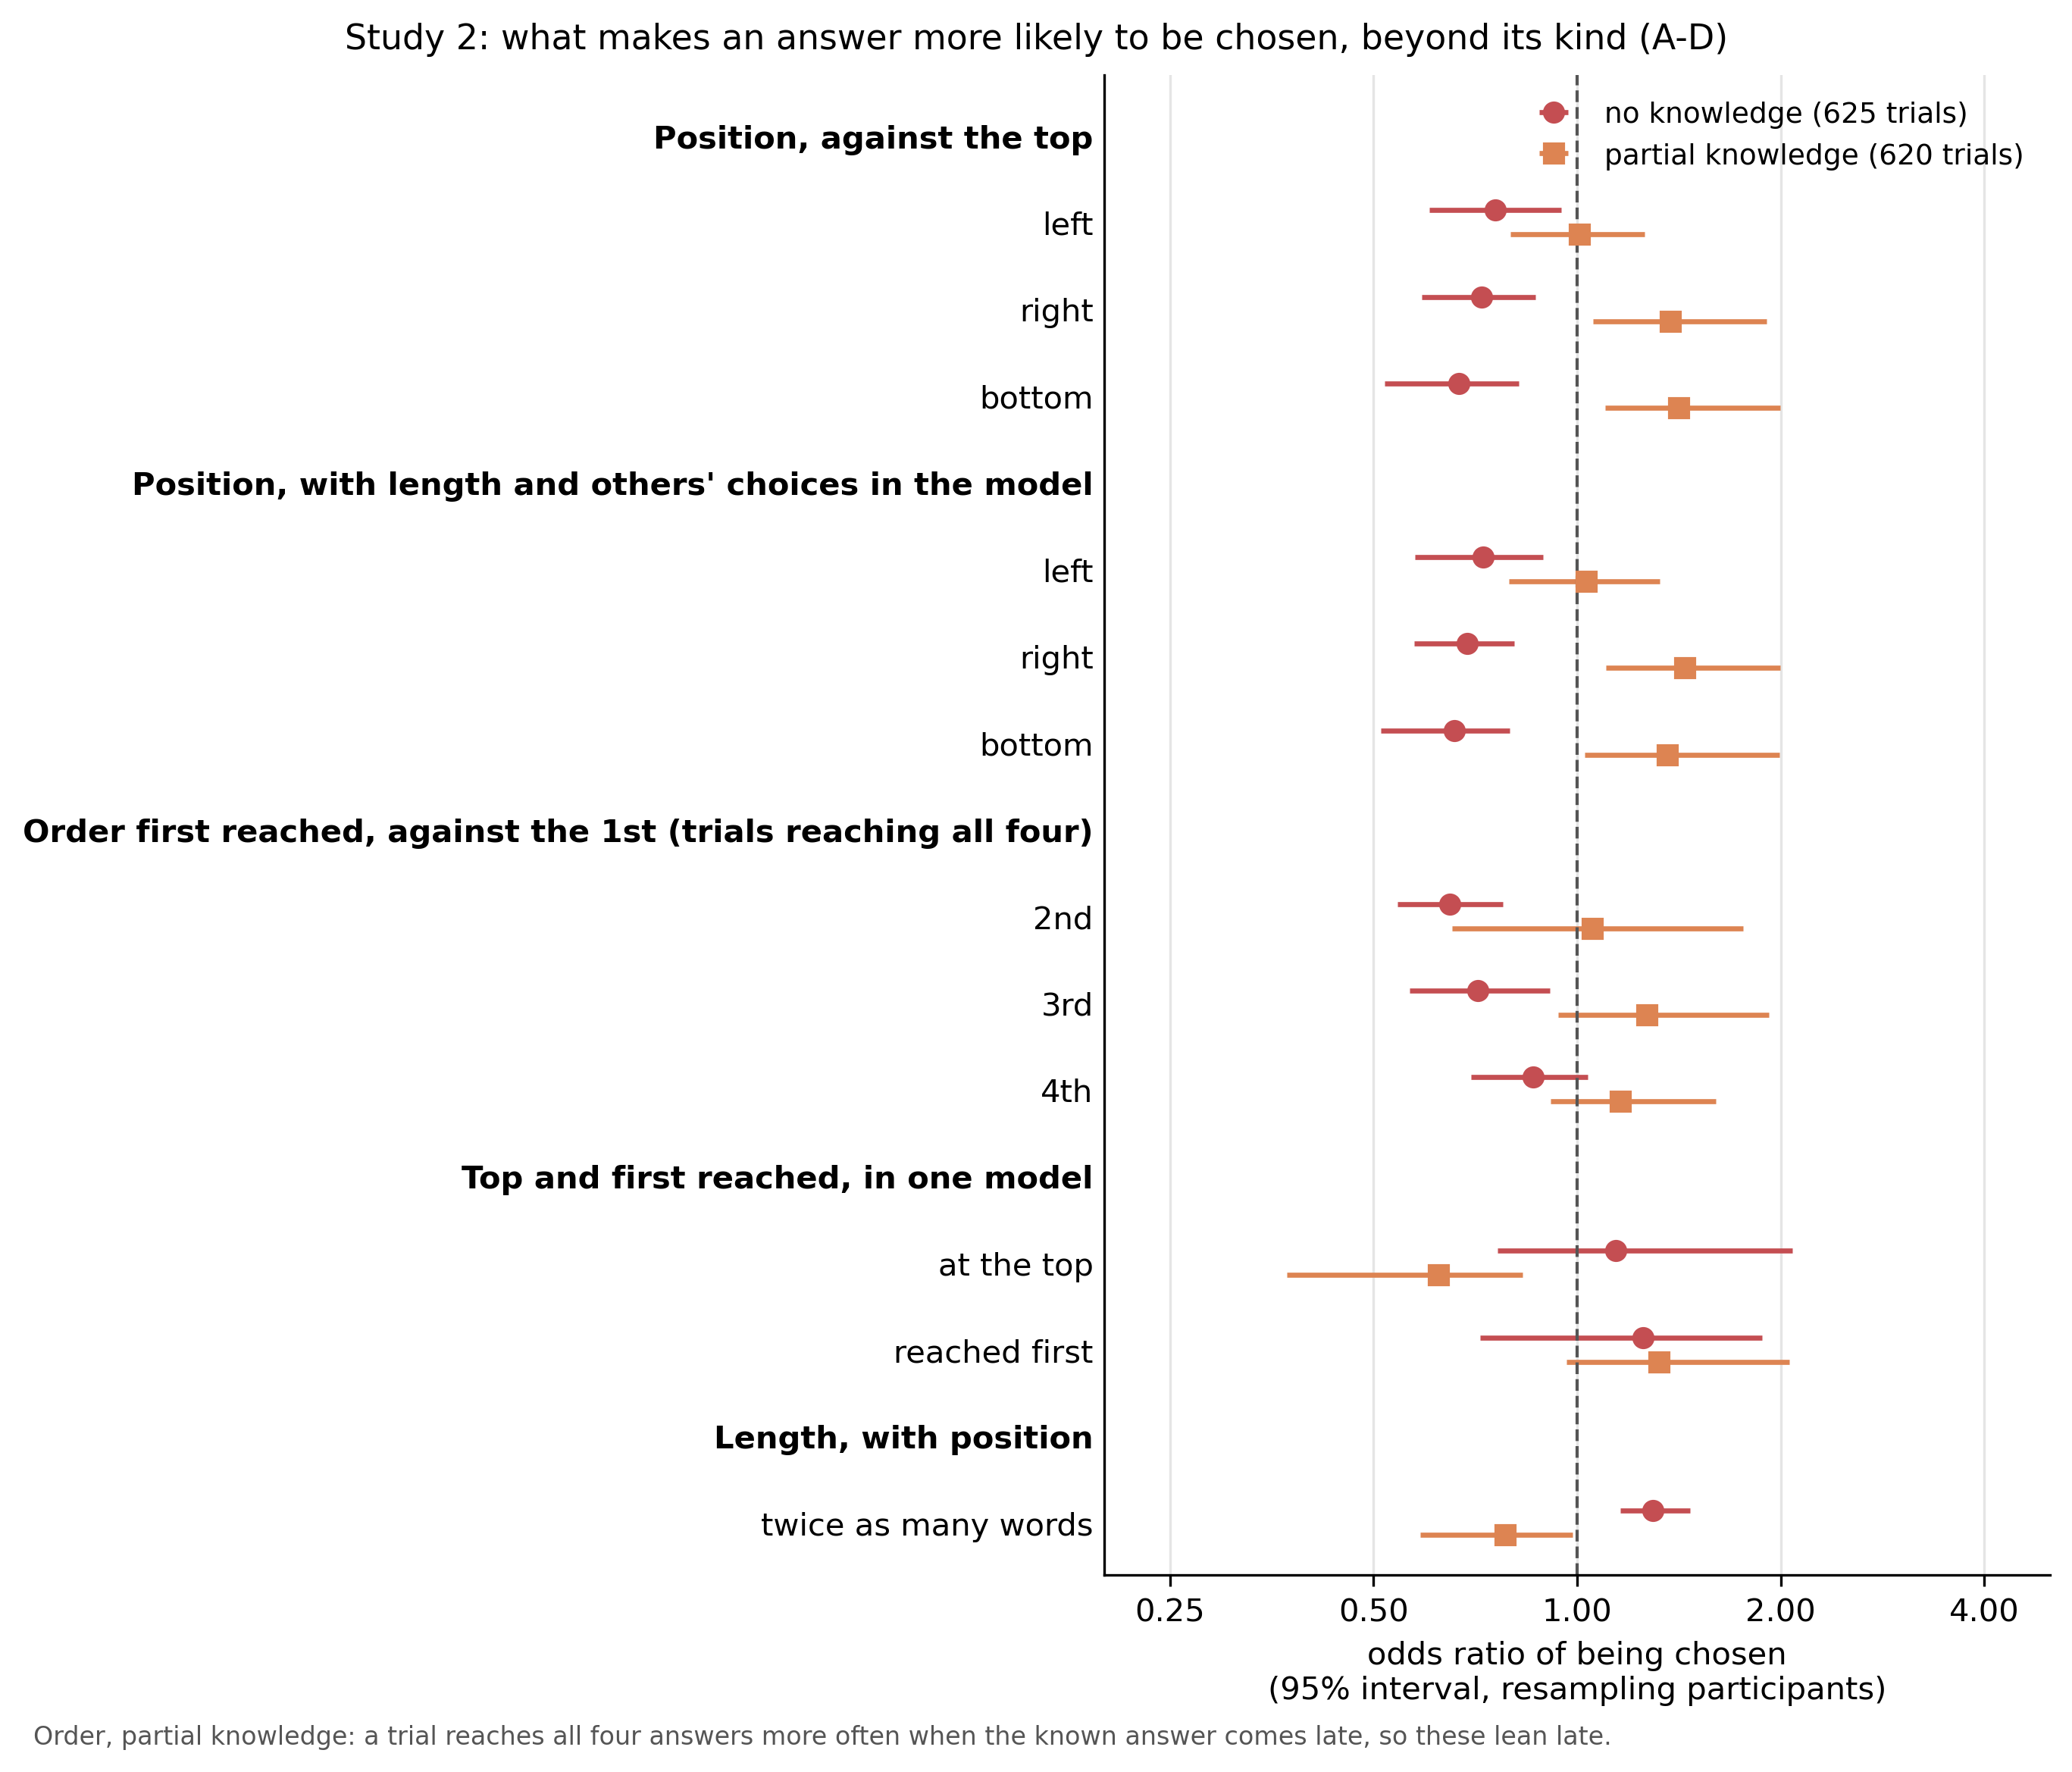 Study 2: what makes an answer more likely to be chosen, beyond its kind (A-D)
no knowledge (625 trials)
partial knowledge (620 trials)
Position, against the top
left
right
bottom
Position, with length and others' choices in the model
left
right
bottom
Order first reached, against the 1st (trials reaching all four)
2nd
3rd
4th
Top and first reached, in one model
at the top
reached first
Length, with position
twice as many words
0.25 0.50 1.00 2.00 4.00
odds ratio of being chosen
(95% interval, resampling participants)
Order, partial knowledge: a trial reaches all four answers more often when the known answer comes late, so these lean late.